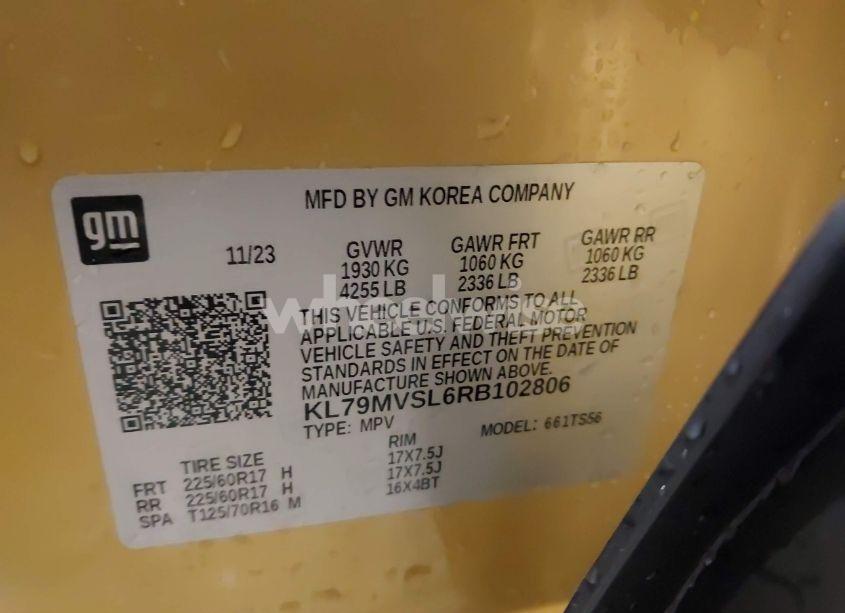 gm
MFD BY GM KOREA COMPANY
11/23
GVWR
1930 KG
4255 LB
GAWR FRT
1060 KG
2336 LB
GAWR RR
1060 KG
2336 LB
THIS VEHICLE CONFORMS TO ALL
APPLICABLE U.S. FEDERAL MOTOR
VEHICLE SAFETY AND THEFT PREVENTION
STANDARDS IN EFFECT ON THE DATE OF
MANUFACTURE SHOWN ABOVE.
KL79MVSL6RB102806
TYPE: MPV MODEL: 661TS56
TIRE SIZE RIM
FRT 225/60R17 H 17X7.5J
RR 225/60R17 H 17X7.5J
SPA T125/70R16 M 16X4BT